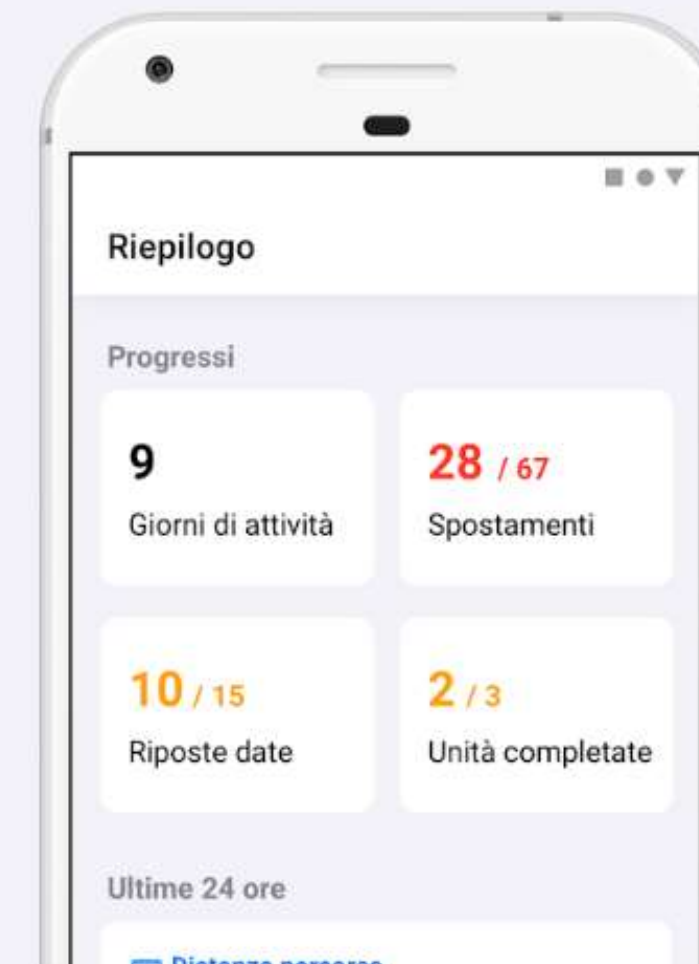 Riepilogo
Progressi
9
Giorni di attività
28 / 67
Spostamenti
10 / 15
Riposte date
2 / 3
Unità completate
Ultime 24 ore